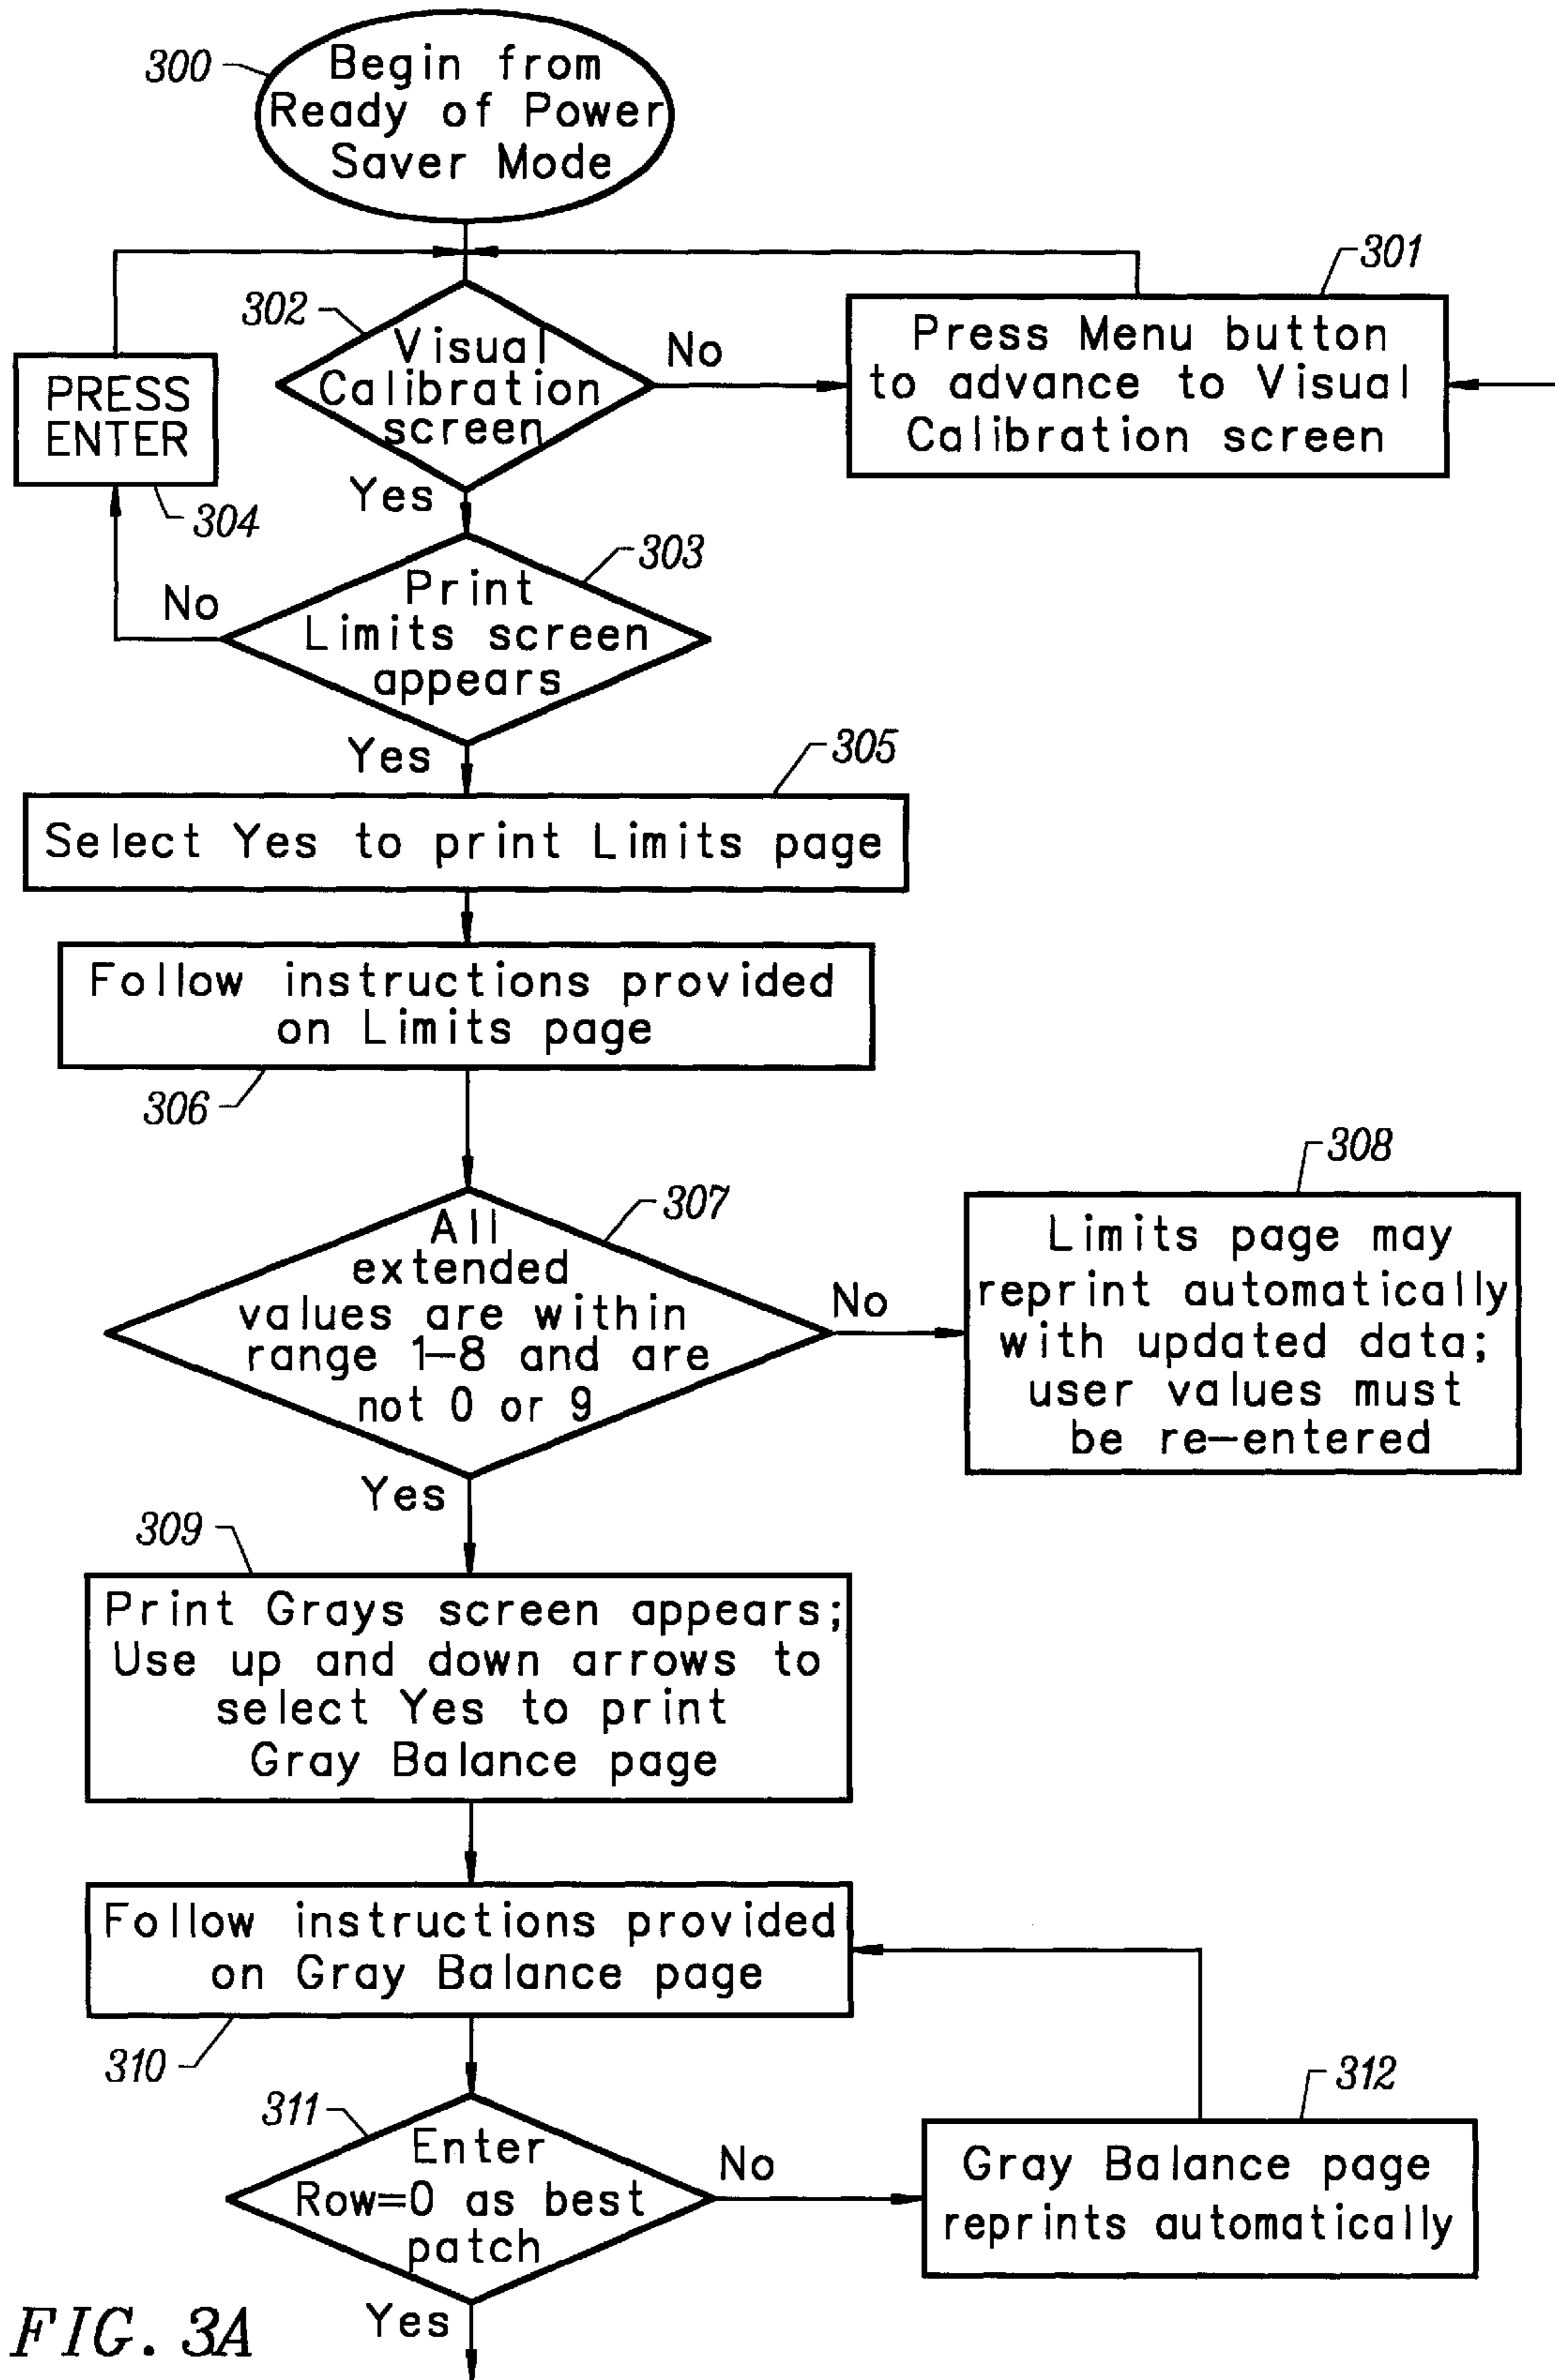 300
Begin from
Ready of Power
Saver Mode
301
302
Visual
Calibration
screen
No
Press Menu button
to advance to Visual
Calibration screen
PRESS
ENTER
304
Yes
303
Print
Limits screen
appears
No
Yes
305
Select Yes to print Limits page
Follow instructions provided
on Limits page
306
307
All
extended
values are within
range 1–8 and are
not 0 or 9
No
308
Limits page may
reprint automatically
with updated data;
user values must
be re–entered
Yes
309
Print Grays screen appears;
Use up and down arrows to
select Yes to print
Gray Balance page
Follow instructions provided
on Gray Balance page
310
311
Enter
Row=0 as best
patch
No
312
Gray Balance page
reprints automatically
Yes
FIG. 3A